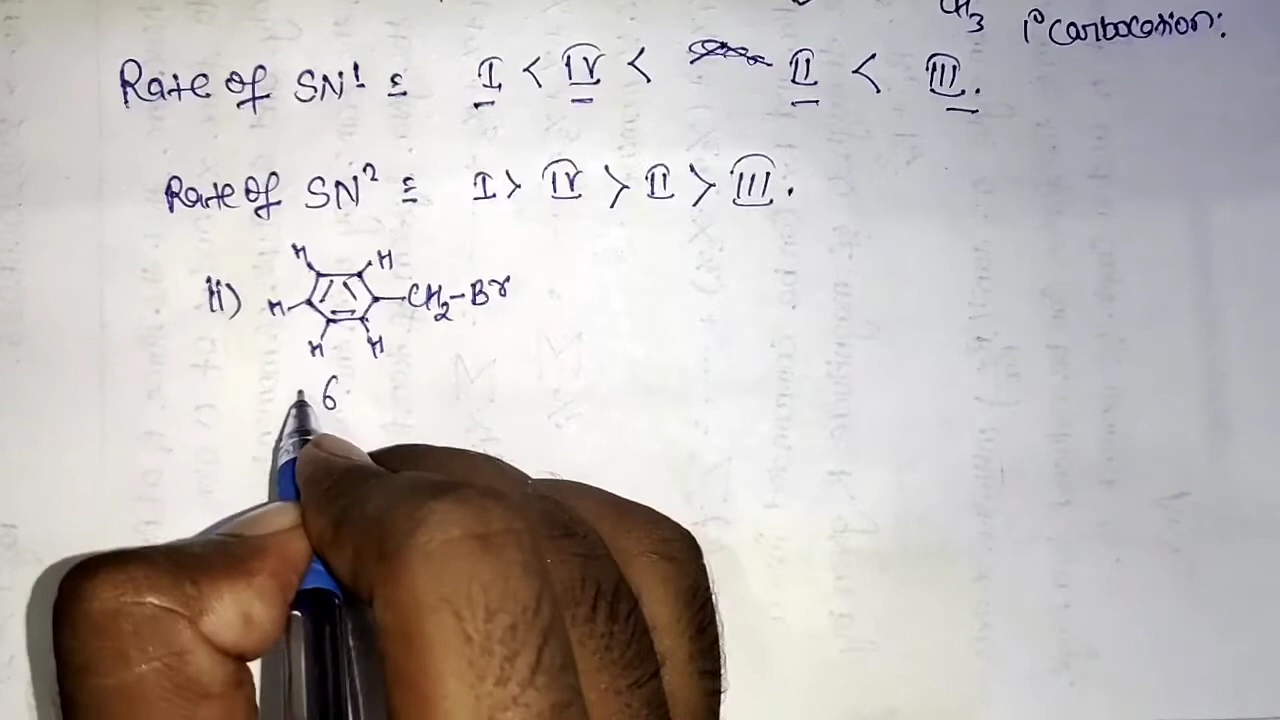 CH3
1° carbocation:
Rate of SN1 = I < IV < II < III.
Rate of SN2 = I > IV > II > III.
ii) H H H H H CH2-Br
6